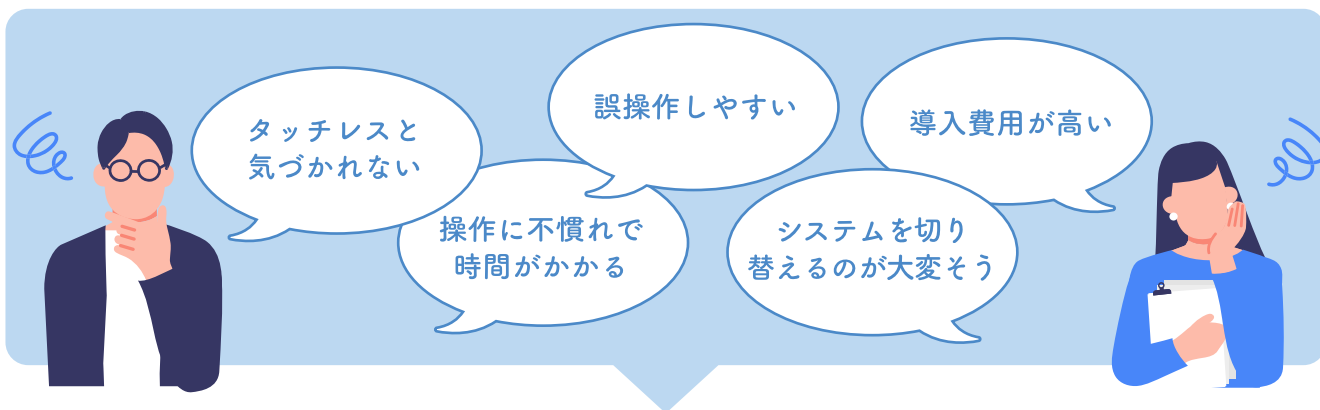 タッチレスと
気づかれない
操作に不慣れで
時間がかかる
誤操作しやすい
システムを切り
替えるのが大変そう
導入費用が高い